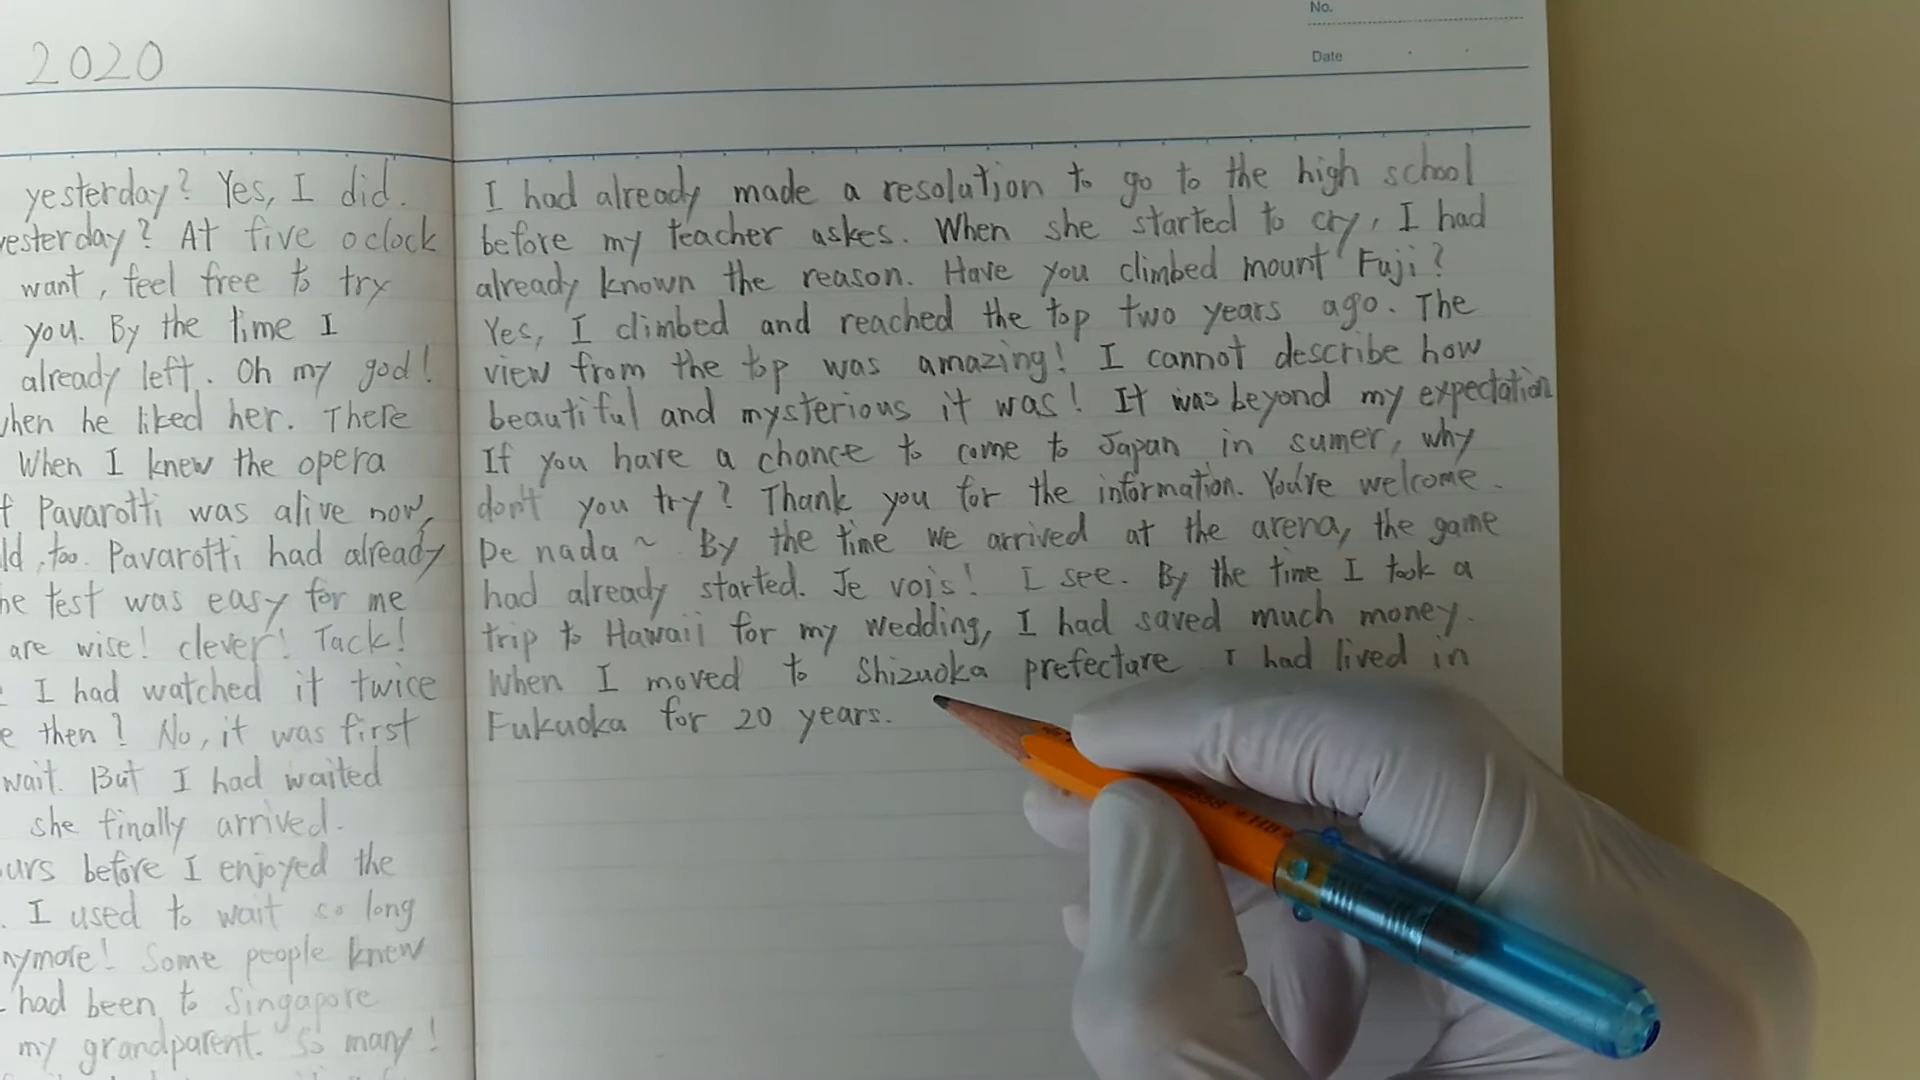 2020
yesterday? Yes, I did.
yesterday? At five oclock
want, feel free to try
you. By the time I
already left. Oh my god!
when he liked her. There
When I knew the opera
f Pavarotti was alive now,
ld, too. Pavarotti had already
he test was easy for me
are wise! clever! Tack!
I had watched it twice
e then? No, it was first
wait. But I had waited
she finally arrived.
urs before I enjoyed the
. I used to wait so long
nymore! Some people knew
had been to Singapore
my grandparent. So many!
No.
Date
I had already made a resolution to go to the high school
before my teacher askes. When she started to cry, I had
already known the reason. Have you climbed mount Fuji?
Yes, I climbed and reached the top two years ago. The
view from the top was amazing! I cannot describe how
beautiful and mysterious it was! It was beyond my expectation
If you have a chance to come to Japan in sumer, why
don't you try? Thank you for the information. You're welcome.
De nada ~ By the time we arrived at the arena, the game
had already started. Je vois! I see. By the time I took a
trip to Hawaii for my wedding, I had saved much money.
When I moved to Shizuoka prefecture I had lived in
Fukuoka for 20 years.
HB